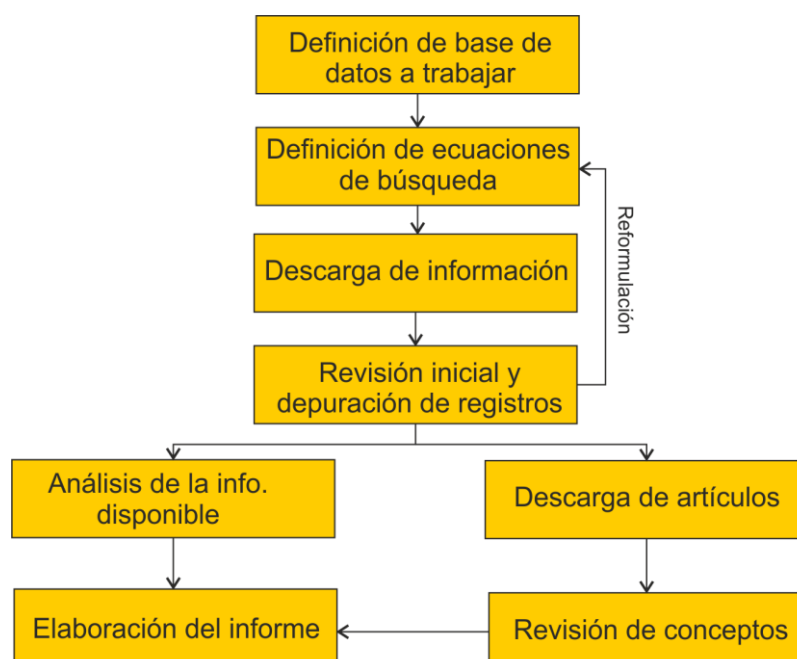 Definición de base de
datos a trabajar
Definición de ecuaciones
de búsqueda
Reformulación
Descarga de información
Revisión inicial y
depuración de registros
Análisis de la info.
disponible
Descarga de artículos
Elaboración del informe
Revisión de conceptos